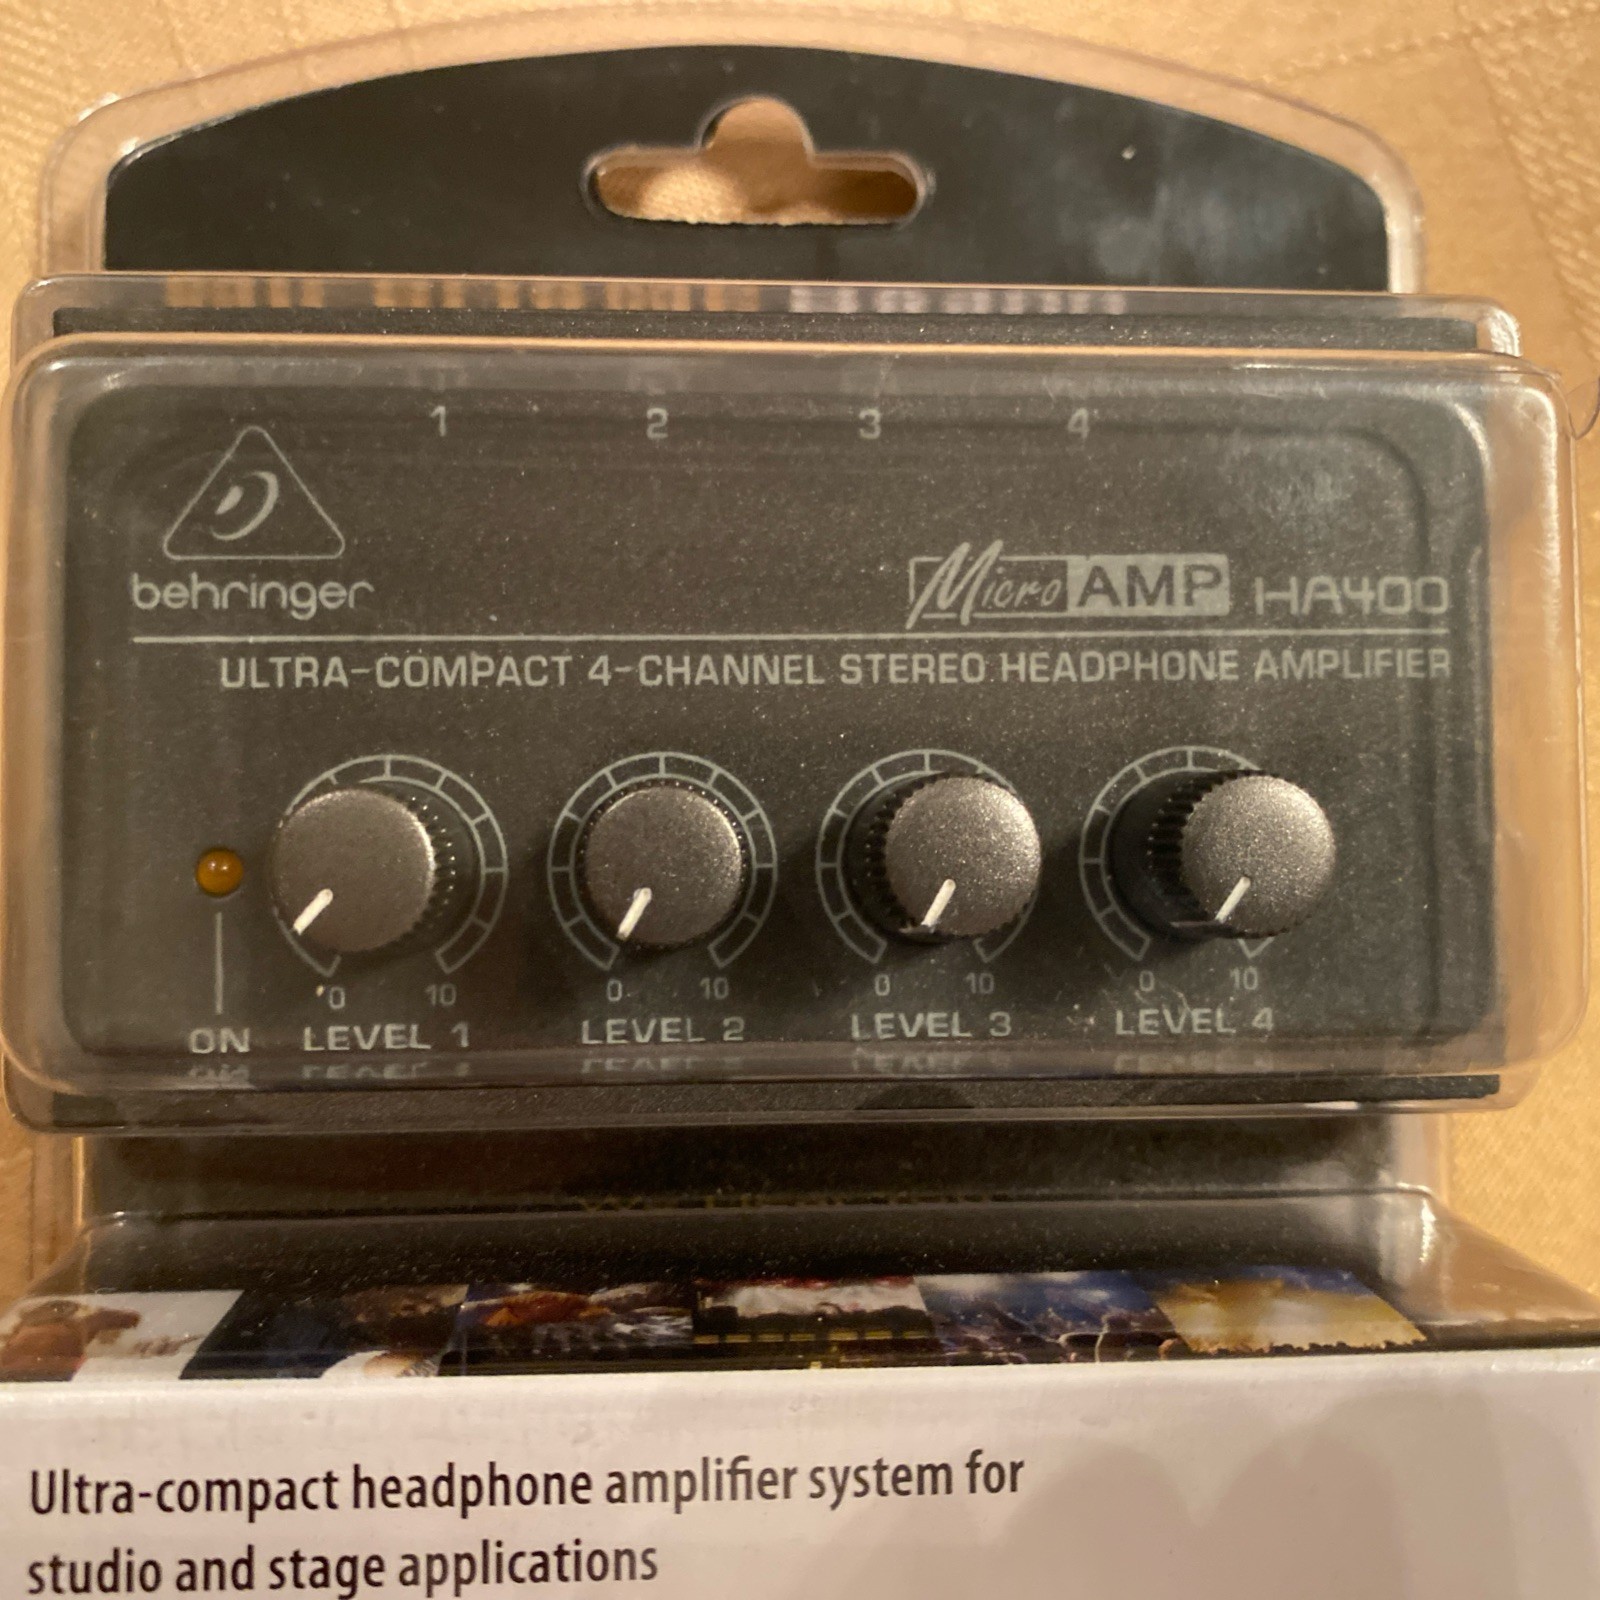 1 2 3 4
behringer
Micro AMP HA400
ULTRA-COMPACT 4-CHANNEL STEREO HEADPHONE AMPLIFIER
0 10 0 10 0 10 0 10
ON LEVEL 1 LEVEL 2 LEVEL 3 LEVEL 4
Ultra-compact headphone amplifier system for
studio and stage applications